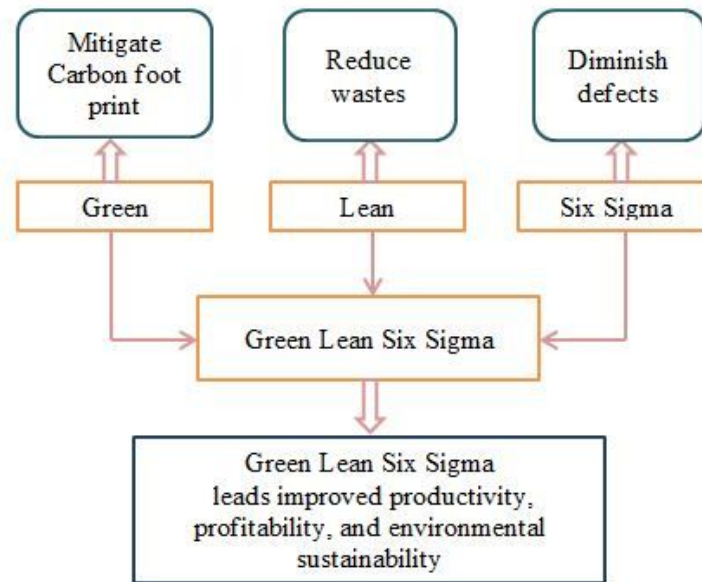 Mitigate
Carbon foot
print
Reduce
wastes
Diminish
defects
Green
Lean
Six Sigma
Green Lean Six Sigma
Green Lean Six Sigma
leads improved productivity,
profitability, and environmental
sustainability